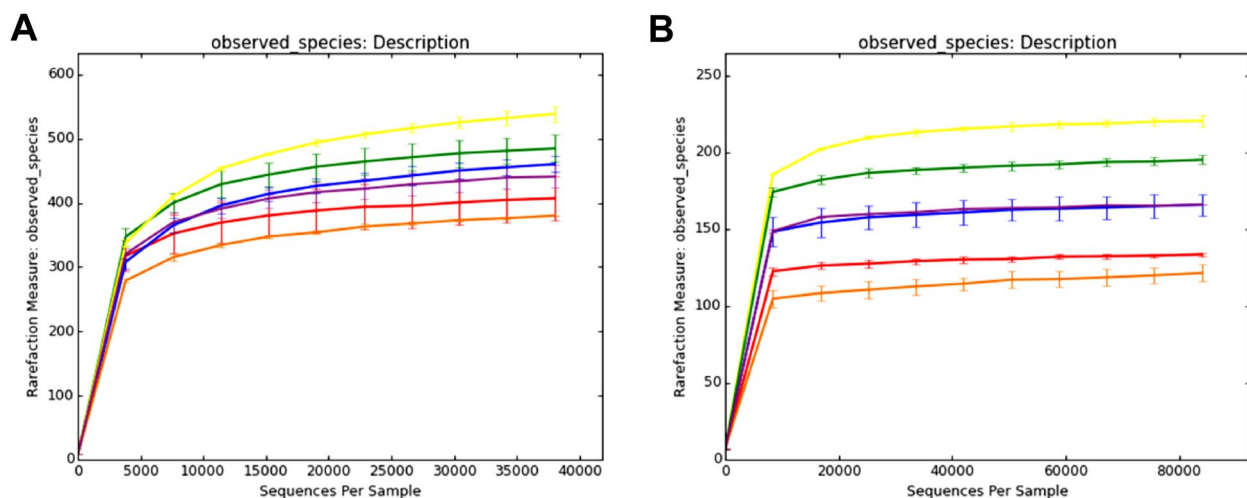 A
observed_species: Description
Rarefaction Measure: observed_species
600
500
400
300
200
100
0
0 5000 10000 15000 20000 25000 30000 35000 40000
Sequences Per Sample
B
observed_species: Description
Rarefaction Measure: observed_species
250
200
150
100
50
0
0 20000 40000 60000 80000
Sequences Per Sample